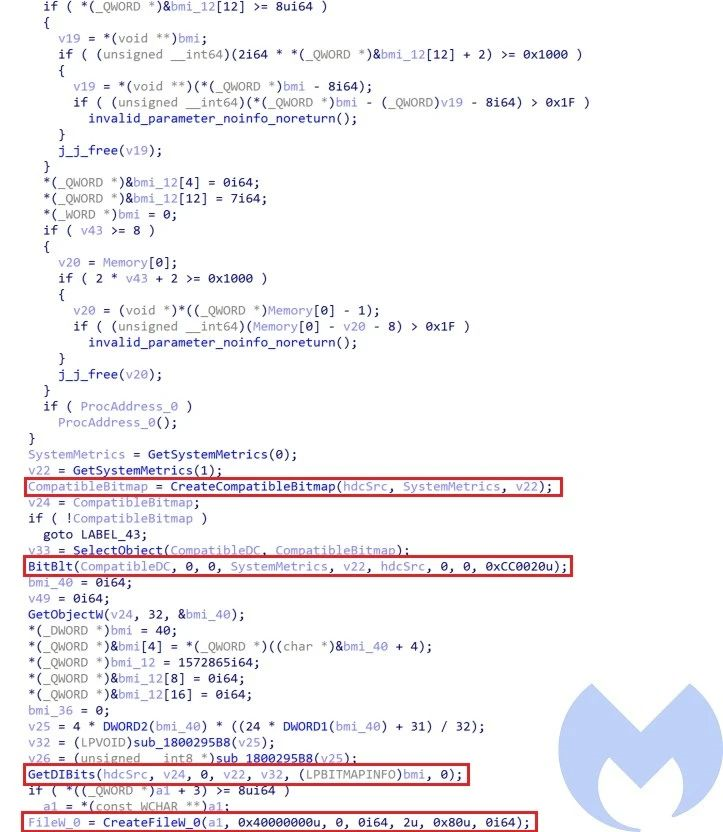 if ( *(_QWORD *)&bmi_12[12] >= 8ui64 )
{
v19 = *(void **)bmi;
if ( (unsigned __int64)(2i64 * *(_QWORD *)&bmi_12[12] + 2) >= 0x1000 )
{
v19 = *(void **)(*(_QWORD *)bmi - 8i64);
if ( (unsigned __int64)(*(_QWORD *)bmi - (_QWORD)v19 - 8i64) > 0x1F )
invalid_parameter_noinfo_noreturn();
}
j_j_free(v19);
}
*(_QWORD *)&bmi_12[4] = 0i64;
*(_QWORD *)&bmi_12[12] = 7i64;
*(_WORD *)bmi = 0;
if ( v43 >= 8 )
{
v20 = Memory[0];
if ( 2 * v43 + 2 >= 0x1000 )
{
v20 = (void *)*((_QWORD *)Memory[0] - 1);
if ( (unsigned __int64)(Memory[0] - v20 - 8) > 0x1F )
invalid_parameter_noinfo_noreturn();
}
j_j_free(v20);
}
if ( ProcAddress_0 )
ProcAddress_0();
}
SystemMetrics = GetSystemMetrics(0);
v22 = GetSystemMetrics(1);
CompatibleBitmap = CreateCompatibleBitmap(hdcSrc, SystemMetrics, v22);
v24 = CompatibleBitmap;
if ( !CompatibleBitmap )
goto LABEL_43;
v33 = SelectObject(CompatibleDC, CompatibleBitmap);
BitBlt(CompatibleDC, 0, 0, SystemMetrics, v22, hdcSrc, 0, 0, 0xCC0020u);
bmi_40 = 0i64;
v49 = 0i64;
GetObjectW(v24, 32, &bmi_40);
*(_DWORD *)bmi = 40;
*(_QWORD *)&bmi[4] = *(_QWORD *)((char *)&bmi_40 + 4);
*(_QWORD *)bmi_12 = 1572865i64;
*(_QWORD *)&bmi_12[8] = 0i64;
*(_QWORD *)&bmi_12[16] = 0i64;
bmi_36 = 0;
v25 = 4 * DWORD2(bmi_40) * ((24 * DWORD1(bmi_40) + 31) / 32);
v32 = (LPVOID)sub_1800295B8(v25);
v26 = (unsigned __int8 *)sub_1800295B8(v25);
GetDIBits(hdcSrc, v24, 0, v22, v32, (LPBITMAPINFO)bmi, 0);
if ( *((_QWORD *)a1 + 3) >= 8ui64 )
a1 = *(const WCHAR **)a1;
FileW_0 = CreateFileW_0(a1, 0x40000000u, 0, 0i64, 2u, 0x80u, 0i64);